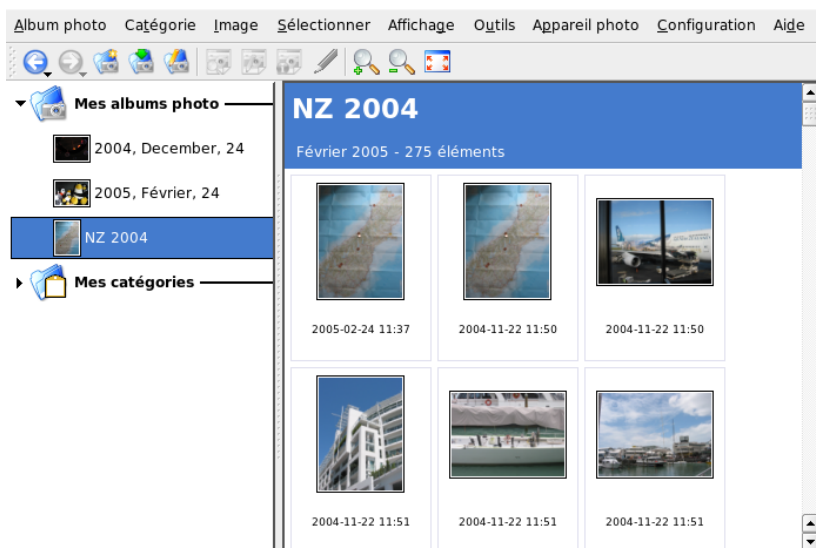 Album photo Catégorie Image Sélectionner Affichage Outils Appareil photo Configuration Aide
Mes albums photo
2004, December, 24
2005, Février, 24
NZ 2004
Mes catégories
NZ 2004
Février 2005 - 275 éléments
2005-02-24 11:37 2004-11-22 11:50 2004-11-22 11:50
2004-11-22 11:51 2004-11-22 11:51 2004-11-22 11:51